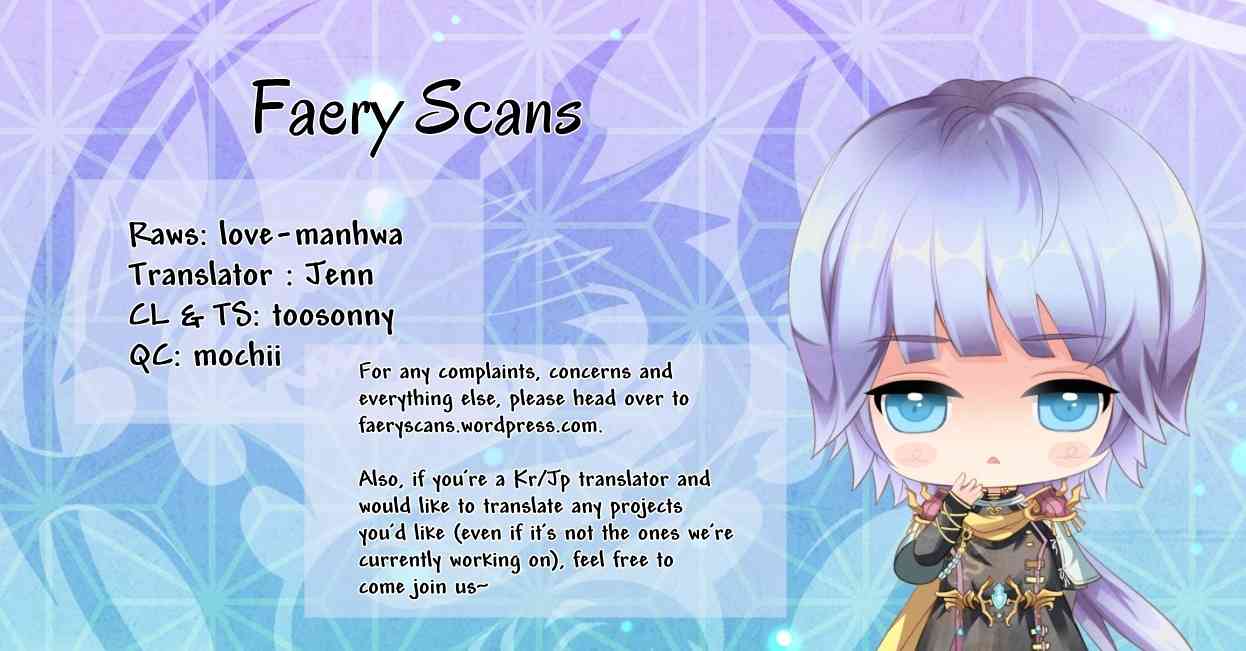 Faery Scans
Raws: love-manhwa
Translator : Jenn
CL & TS: toosonny
QC: mochii
For any complaints, concerns and
everything else, please head over to
faeryscans.wordpress.com.
Also, if you're a Kr/Jp translator and
would like to translate any projects
you'd like (even if it's not the ones we're
currently working on), feel free to
come join us~